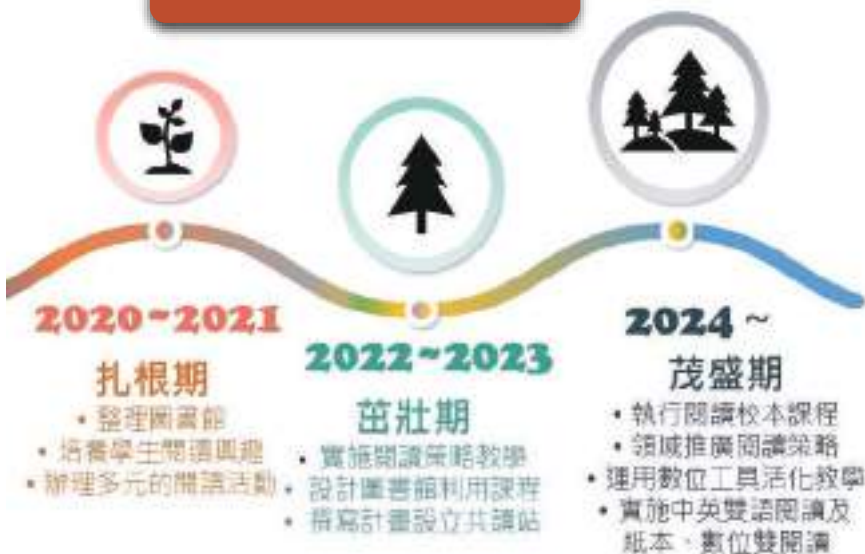 2020~2021
扎根期
• 整理圖書館
• 培養學生閱讀興趣
• 辦理多元的閱讀活動
2022~2023
茁壯期
• 實施閱讀策略教學
• 設計圖書館利用課程
• 撰寫計畫設立共讀站
2024~
茂盛期
• 執行閱讀校本課程
• 領域推廣閱讀策略
• 運用數位工具活化教學
• 實施中英雙語閱讀及
紙本、數位雙閱讀